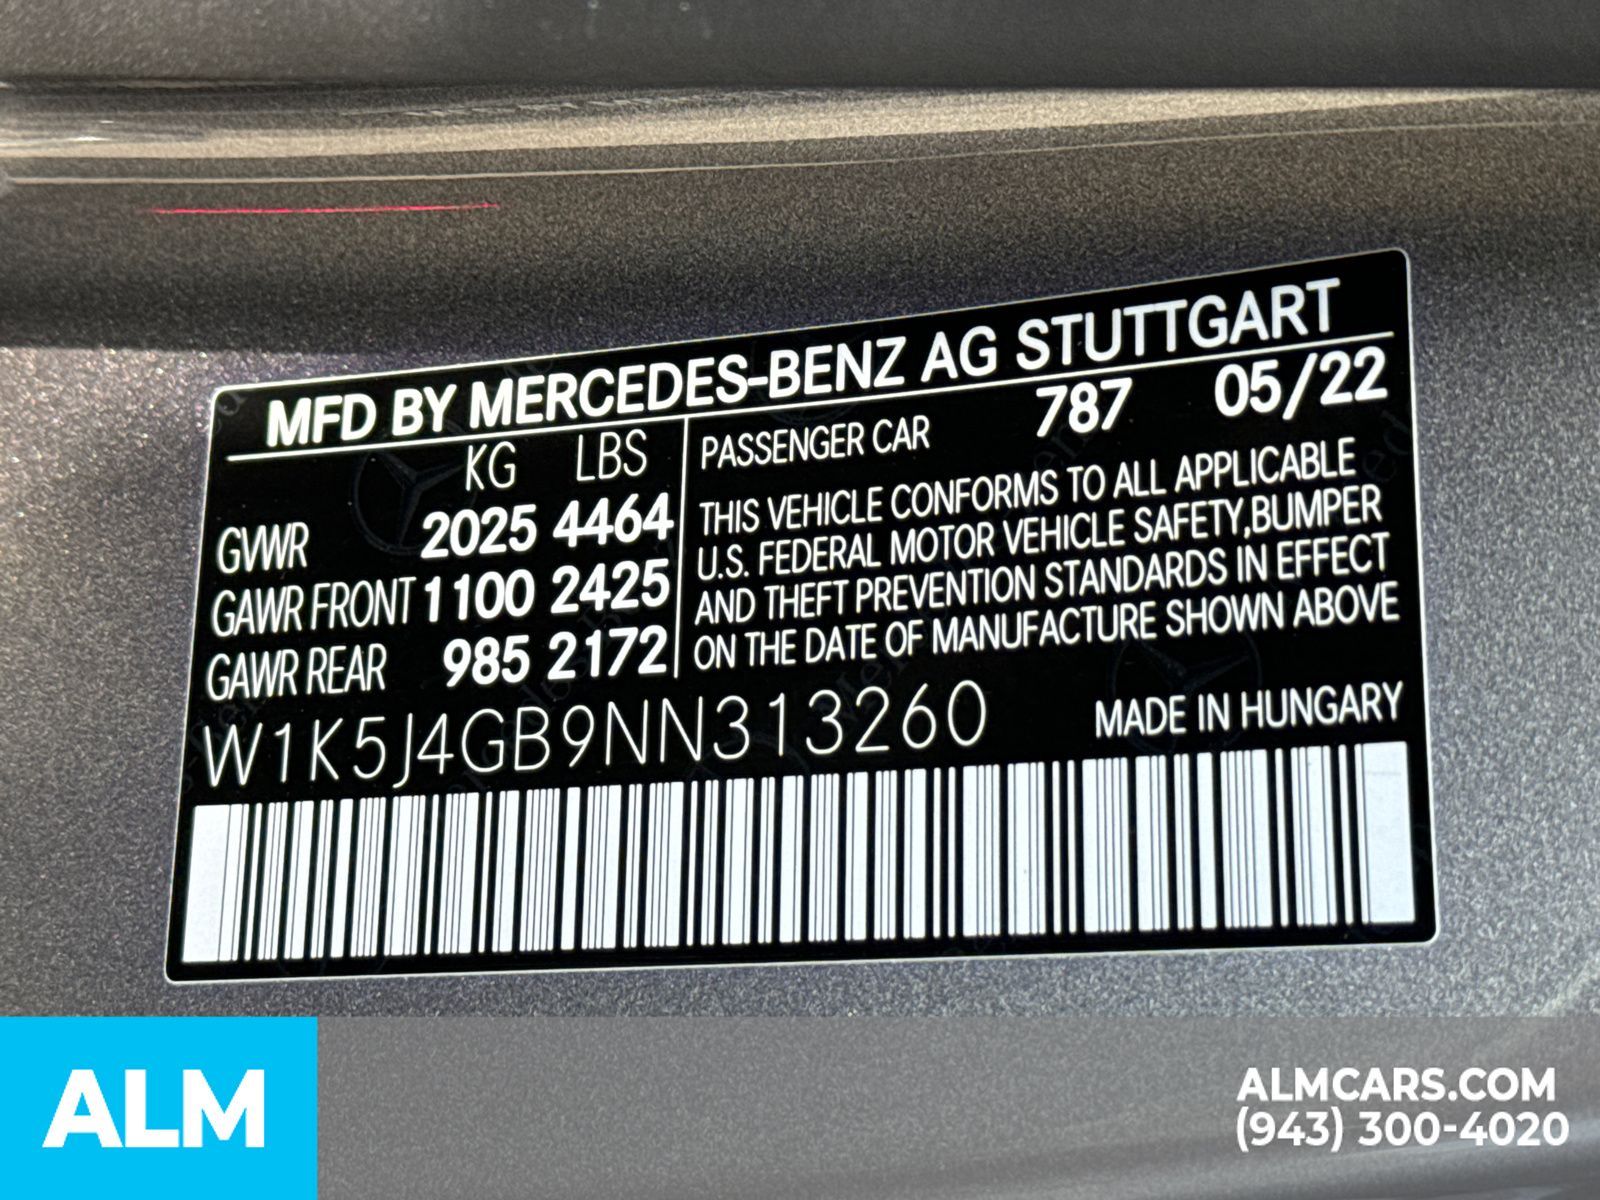 MFD BY MERCEDES-BENZ AG STUTTGART
KG LBS
GVWR 2025 4464
GAWR FRONT 1100 2425
GAWR REAR 985 2172
PASSENGER CAR 787 05/22
THIS VEHICLE CONFORMS TO ALL APPLICABLE
U.S. FEDERAL MOTOR VEHICLE SAFETY,BUMPER
AND THEFT PREVENTION STANDARDS IN EFFECT
ON THE DATE OF MANUFACTURE SHOWN ABOVE
W1K5J4GB9NN313260
MADE IN HUNGARY
ALM
ALMCARS.COM
(943) 300-4020